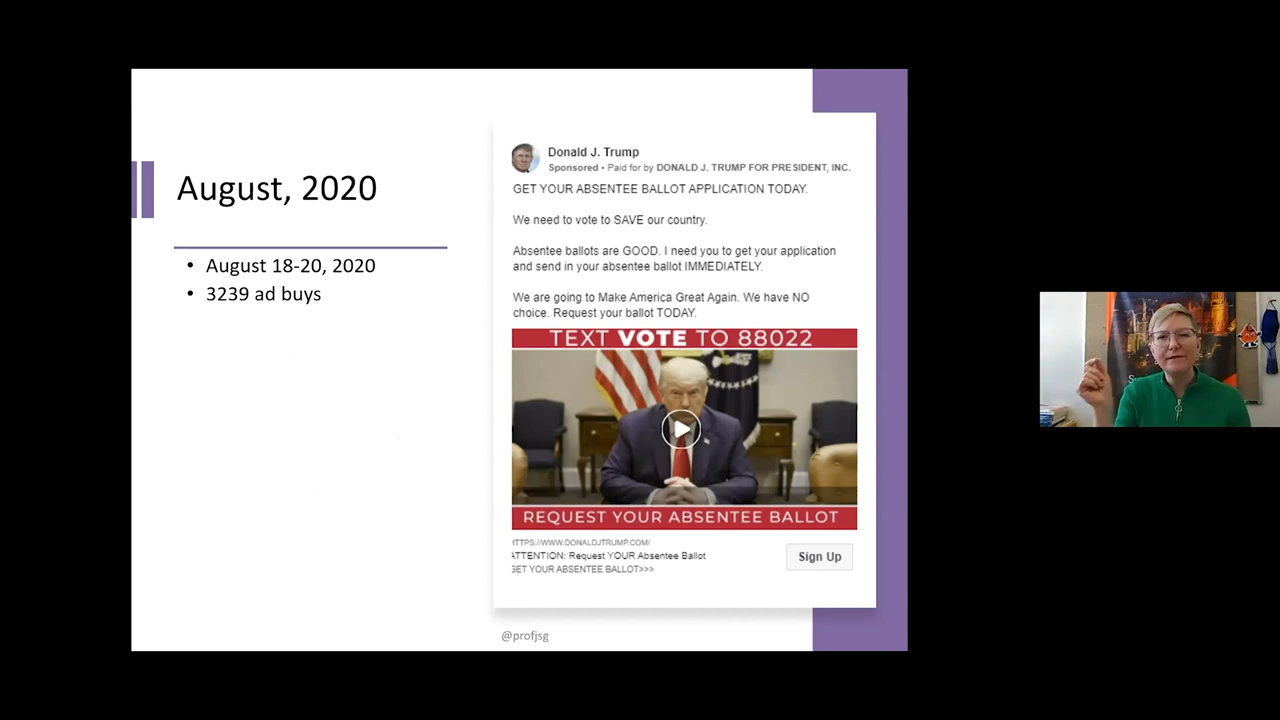 August, 2020
• August 18-20, 2020
• 3239 ad buys
Donald J. Trump
Sponsored • Paid for by DONALD J. TRUMP FOR PRESIDENT, INC.
GET YOUR ABSENTEE BALLOT APPLICATION TODAY.
We need to vote to SAVE our country.
Absentee ballots are GOOD. I need you to get your application
and send in your absentee ballot IMMEDIATELY.
We are going to Make America Great Again. We have NO
choice. Request your ballot TODAY.
TEXT VOTE TO 88022
REQUEST YOUR ABSENTEE BALLOT
HTTPS://WWW.DONALDJTRUMP.COM/
ATTENTION: Request YOUR Absentee Ballot
GET YOUR ABSENTEE BALLOT>>>
Sign Up
@profjsg